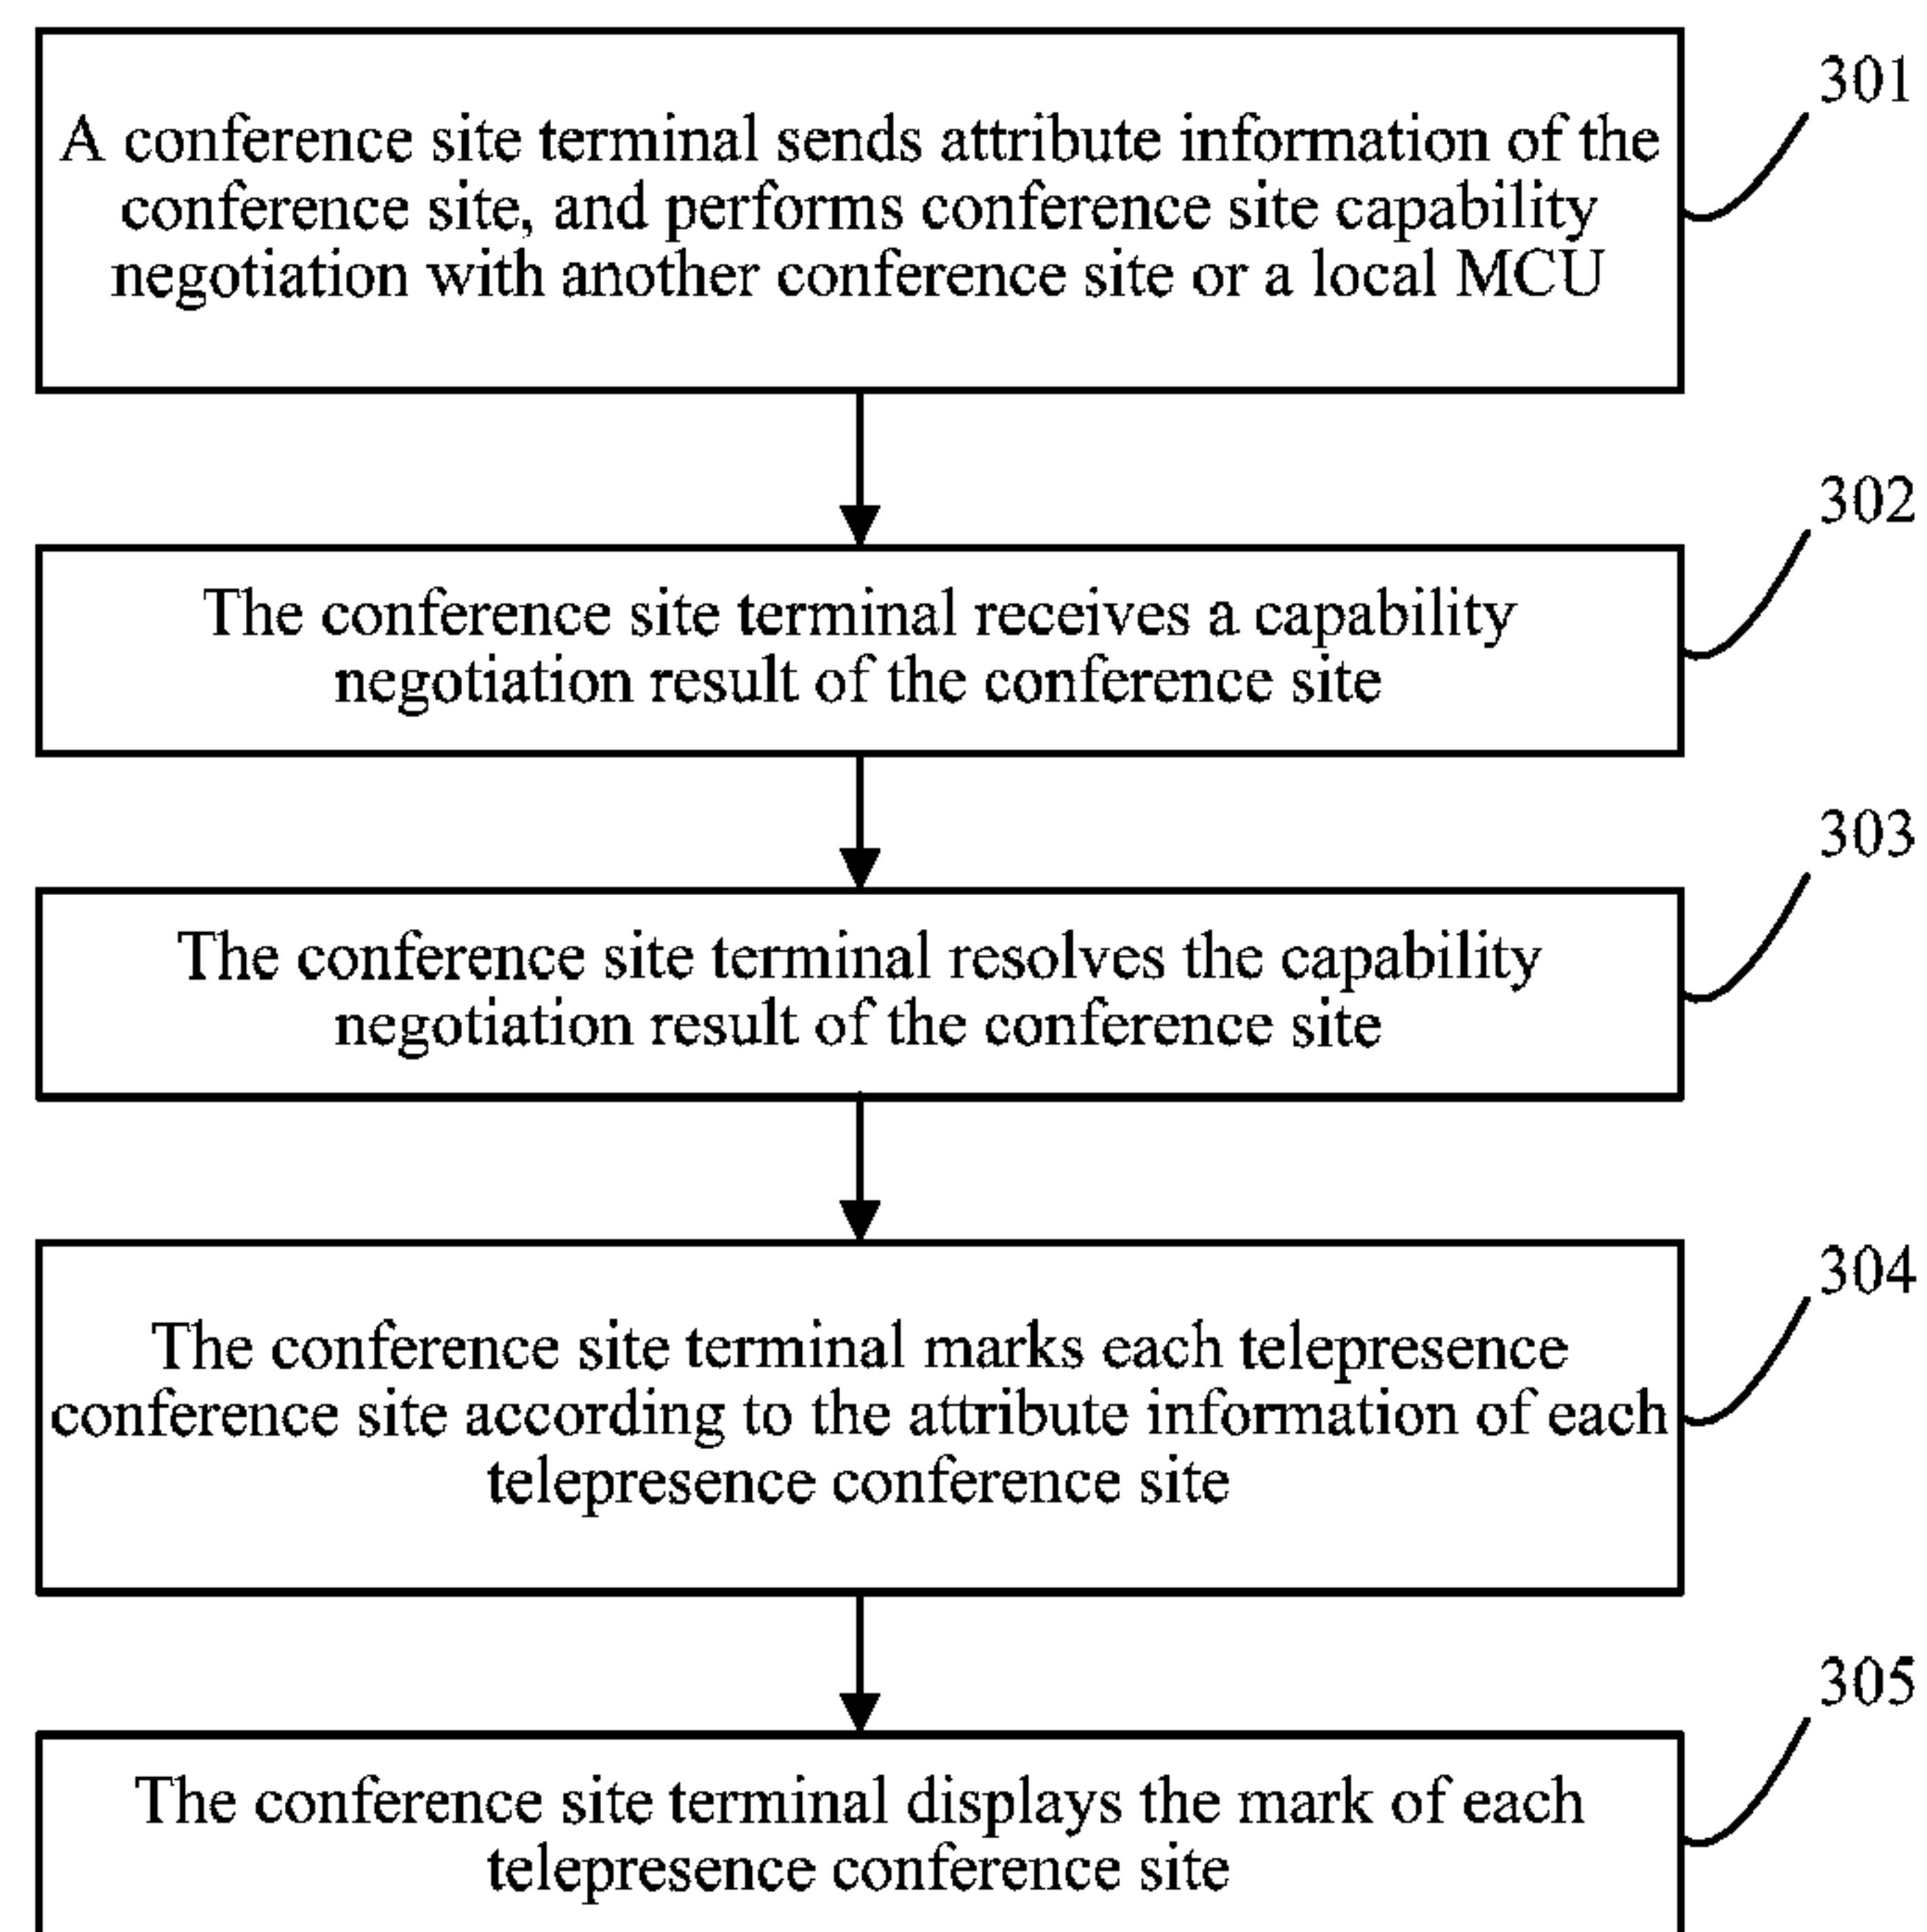 301
A conference site terminal sends attribute information of the
conference site, and performs conference site capability
negotiation with another conference site or a local MCU
302
The conference site terminal receives a capability
negotiation result of the conference site
303
The conference site terminal resolves the capability
negotiation result of the conference site
304
The conference site terminal marks each telepresence
conference site according to the attribute information of each
telepresence conference site
305
The conference site terminal displays the mark of each
telepresence conference site